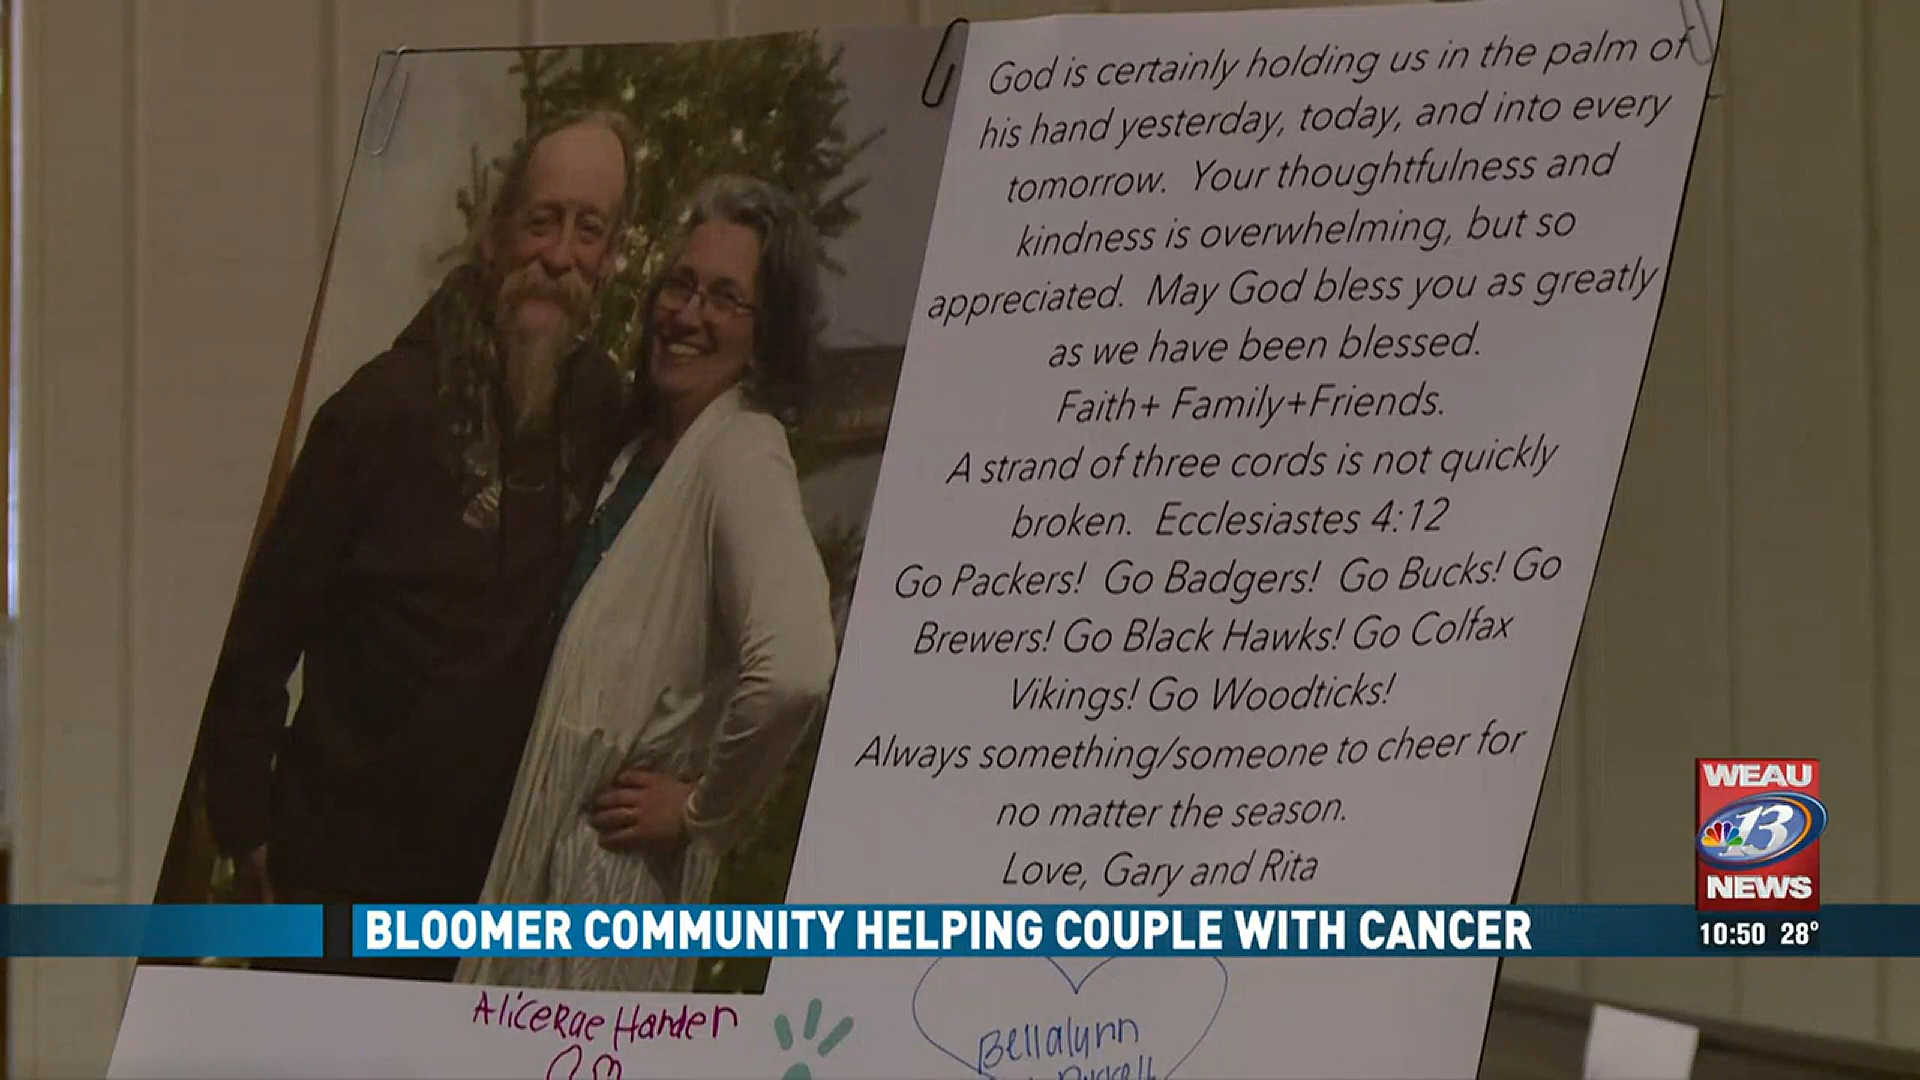 God is certainly holding us in the palm of
his hand yesterday, today, and into every
tomorrow. Your thoughtfulness and
kindness is overwhelming, but so
appreciated. May God bless you as greatly
as we have been blessed.
Faith+ Family+Friends.
A strand of three cords is not quickly
broken. Ecclesiastes 4:12
Go Packers! Go Badgers! Go Bucks! Go
Brewers! Go Black Hawks! Go Colfax
Vikings! Go Woodticks!
Always something/someone to cheer for
no matter the season.
Love, Gary and Rita
WEAU
13
NEWS
BLOOMER COMMUNITY HELPING COUPLE WITH CANCER
10:50 28°
AliceRae Harden
Bellalynn